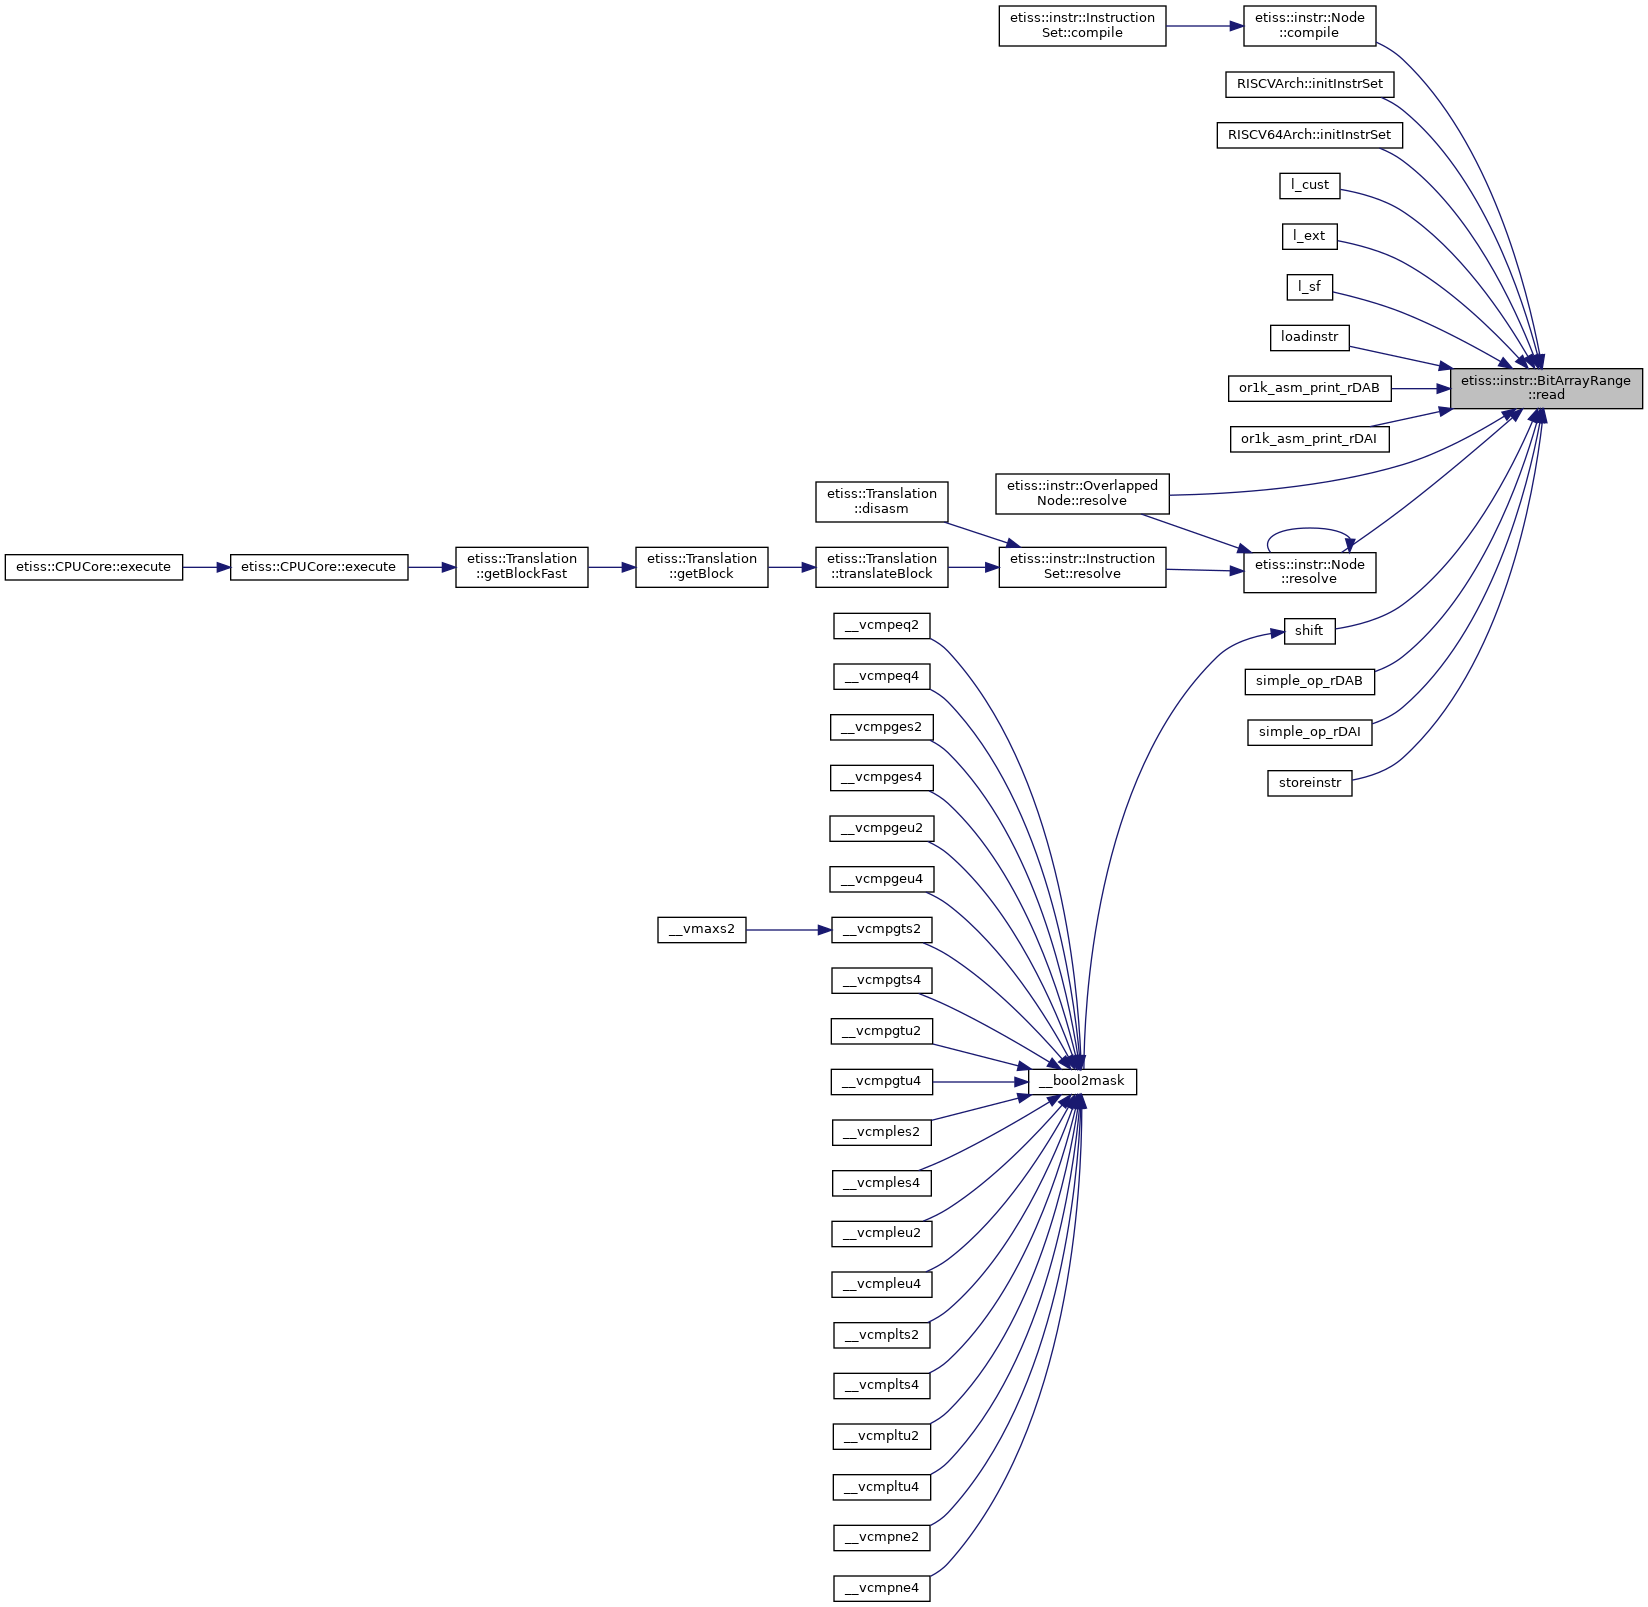 etiss::instr::Instruction
Set::compile
etiss::instr::Node
::compile
RISCVArch::initInstrSet
RISCV64Arch::initInstrSet
l_cust
l_ext
l_sf
loadinstr
etiss::instr::BitArrayRange
::read
or1k_asm_print_rDAB
or1k_asm_print_rDAI
etiss::instr::Overlapped
Node::resolve
etiss::Translation
::disasm
etiss::CPUCore::execute
etiss::CPUCore::execute
etiss::Translation
::getBlockFast
etiss::Translation
::getBlock
etiss::Translation
::translateBlock
etiss::instr::Instruction
Set::resolve
etiss::instr::Node
::resolve
shift
simple_op_rDAB
simple_op_rDAI
storeinstr
__vcmpeq2
__vcmpeq4
__vcmpges2
__vcmpges4
__vcmpgeu2
__vcmpgeu4
__vmaxs2
__vcmpgts2
__vcmpgts4
__vcmpgtu2
__vcmpgtu4
__bool2mask
__vcmples2
__vcmples4
__vcmpleu2
__vcmpleu4
__vcmplts2
__vcmplts4
__vcmpltu2
__vcmpltu4
__vcmpne2
__vcmpne4